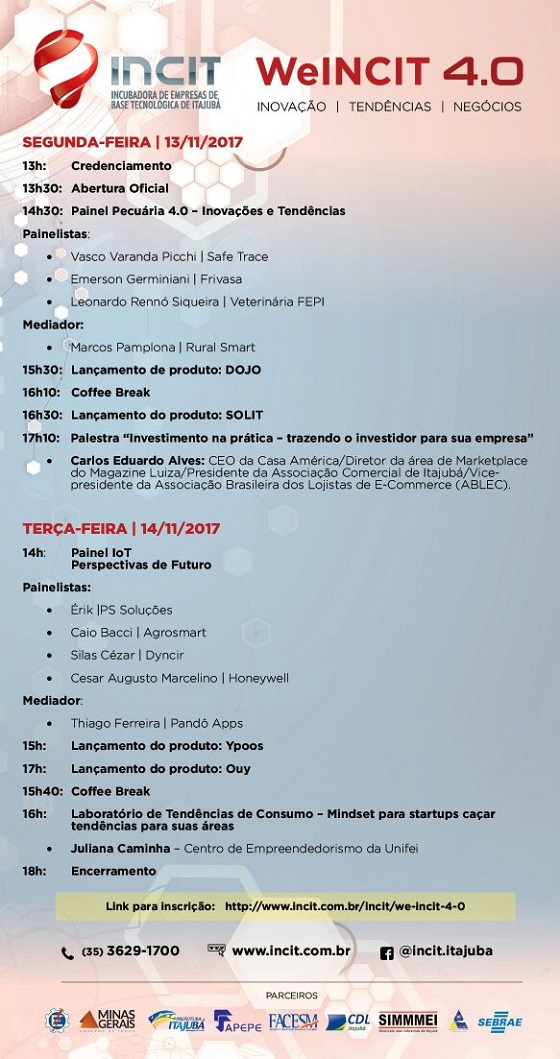 INCIT
INCUBADORA DE EMPRESAS DE
BASE TECNOLÓGICA DE ITAJUBÁ
WeINCIT 4.0
INOVAÇÃO | TENDÊNCIAS | NEGÓCIOS
SEGUNDA-FEIRA | 13/11/2017
13h: Credenciamento
13h30: Abertura Oficial
14h30: Painel Pecuária 4.0 – Inovações e Tendências
Painelistas:
• Vasco Varanda Picchi | Safe Trace
• Emerson Germiniani | Frivasa
• Leonardo Rennó Siqueira | Veterinária FEPI
Mediador:
• Marcos Pamplona | Rural Smart
15h30: Lançamento de produto: DOJO
16h10: Coffee Break
16h30: Lançamento do produto: SOLIT
17h10: Palestra “Investimento na prática – trazendo o investidor para sua empresa”
• Carlos Eduardo Alves: CEO da Casa América/Diretor da área de Marketplace
do Magazine Luiza/Presidente da Associação Comercial de Itajubá/Vice-
presidente da Associação Brasileira dos Lojistas de E-Commerce (ABLEC).
TERÇA-FEIRA | 14/11/2017
14h: Painel IoT
Perspectivas de Futuro
Painelistas:
• Érik |PS Soluções
• Caio Bacci | Agrosmart
• Silas Cézar | Dyncir
• Cesar Augusto Marcelino | Honeywell
Mediador:
• Thiago Ferreira | Pandô Apps
15h: Lançamento do produto: Ypoos
17h: Lançamento do produto: Ouy
15h40: Coffee Break
16h: Laboratório de Tendências de Consumo – Mindset para startups caçar
tendências para suas áreas
• Juliana Caminha – Centro de Empreendedorismo da Unifei
18h: Encerramento
Link para inscrição: http://www.incit.com.br/incit/we-incit-4-0
(35) 3629-1700 www.incit.com.br @incit.itajuba
PARCEIROS
MINAS
GERAIS
PREFEITURA
ITAJUBÁ
APEPE
FACESM
CDL
Itajubá
SIMMMEI
SEBRAE